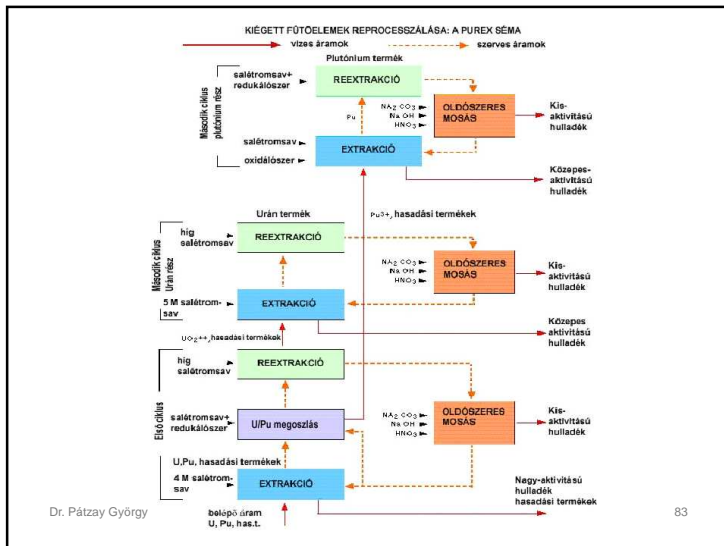 KIÉGETT FŰTŐELEMEK REPROCESSZÁLÁSA: A PUREX SÉMA
vizes áramok
szerves áramok
Plutónium termék
Második ciklus
plutónium rész
salétromsav+
redukálószer
REEXTRAKCIÓ
Pu
NA₂ CO₃
Na OH
HNO₃
OLDÓSZERES
MOSÁS
Kis-
aktivitású
hulladék
salétromsav
oxidálószer
EXTRAKCIÓ
Közepes-
aktivitású
hulladék
Urán termék
Pu³+, hasadási termékek
Második ciklus
Urán rész
híg
salétromsav
REEXTRAKCIÓ
NA₂ CO₃
Na OH
HNO₃
OLDÓSZERES
MOSÁS
Kis-
aktivitású
hulladék
5 M salétrom-
sav
EXTRAKCIÓ
Közepes
aktivitású
hulladék
UO₂++, hasadási termékek
Első ciklus
híg
salétromsav
REEXTRAKCIÓ
salétromsav+
redukálószer
U/Pu megoszlás
NA₂ CO₃
Na OH
HNO₃
OLDÓSZERES
MOSÁS
Kis-
aktivitású
hulladék
U,Pu, hasadási termékek
4 M salétrom-
sav
EXTRAKCIÓ
Nagy-aktivitású
hulladék
hasadási termékek
belépő áram
U, Pu, has.t.
Dr. Pátzay György
83